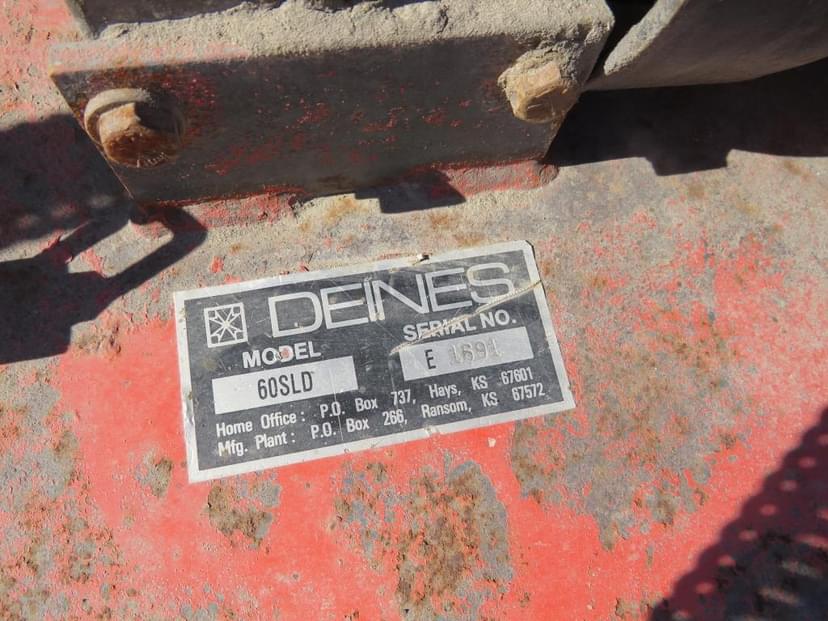 DEINES
MODEL SERIAL NO.
60SLD E 1691
Home Office: P.O. Box 737, Hays, KS 67601
Mfg. Plant: P.O. Box 266, Ransom, KS 67572